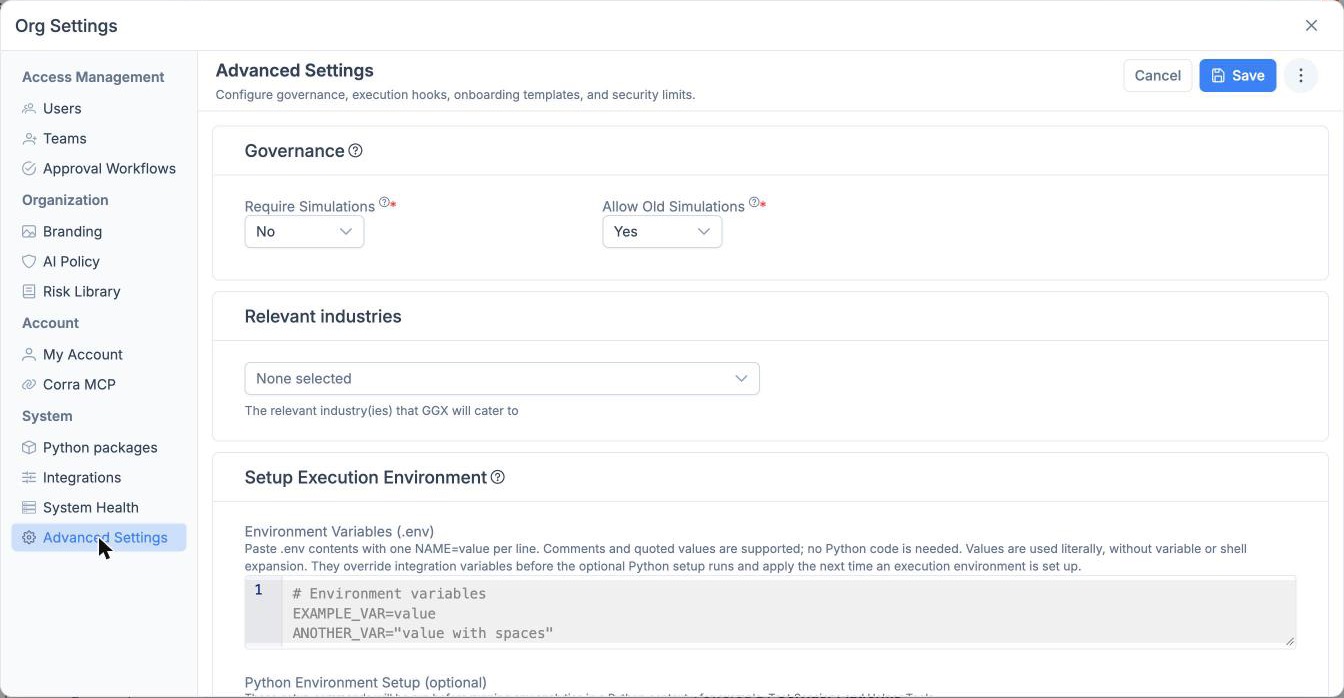 Org Settings
Access Management
Users
Teams
Approval Workflows
Organization
Branding
AI Policy
Risk Library
Account
My Account
Corra MCP
System
Python packages
Integrations
System Health
Advanced Settings
Advanced Settings
Configure governance, execution hooks, onboarding templates, and security limits.
Cancel
Save
Governance
Require Simulations *
No
Allow Old Simulations *
Yes
Relevant industries
None selected
The relevant industry(ies) that GGX will cater to
Setup Execution Environment
Environment Variables (.env)
Paste .env contents with one NAME=value per line. Comments and quoted values are supported; no Python code is needed. Values are used literally, without variable or shell
expansion. They override integration variables before the optional Python setup runs and apply the next time an execution environment is set up.
1
# Environment variables
EXAMPLE_VAR=value
ANOTHER_VAR="value with spaces"
Python Environment Setup (optional)